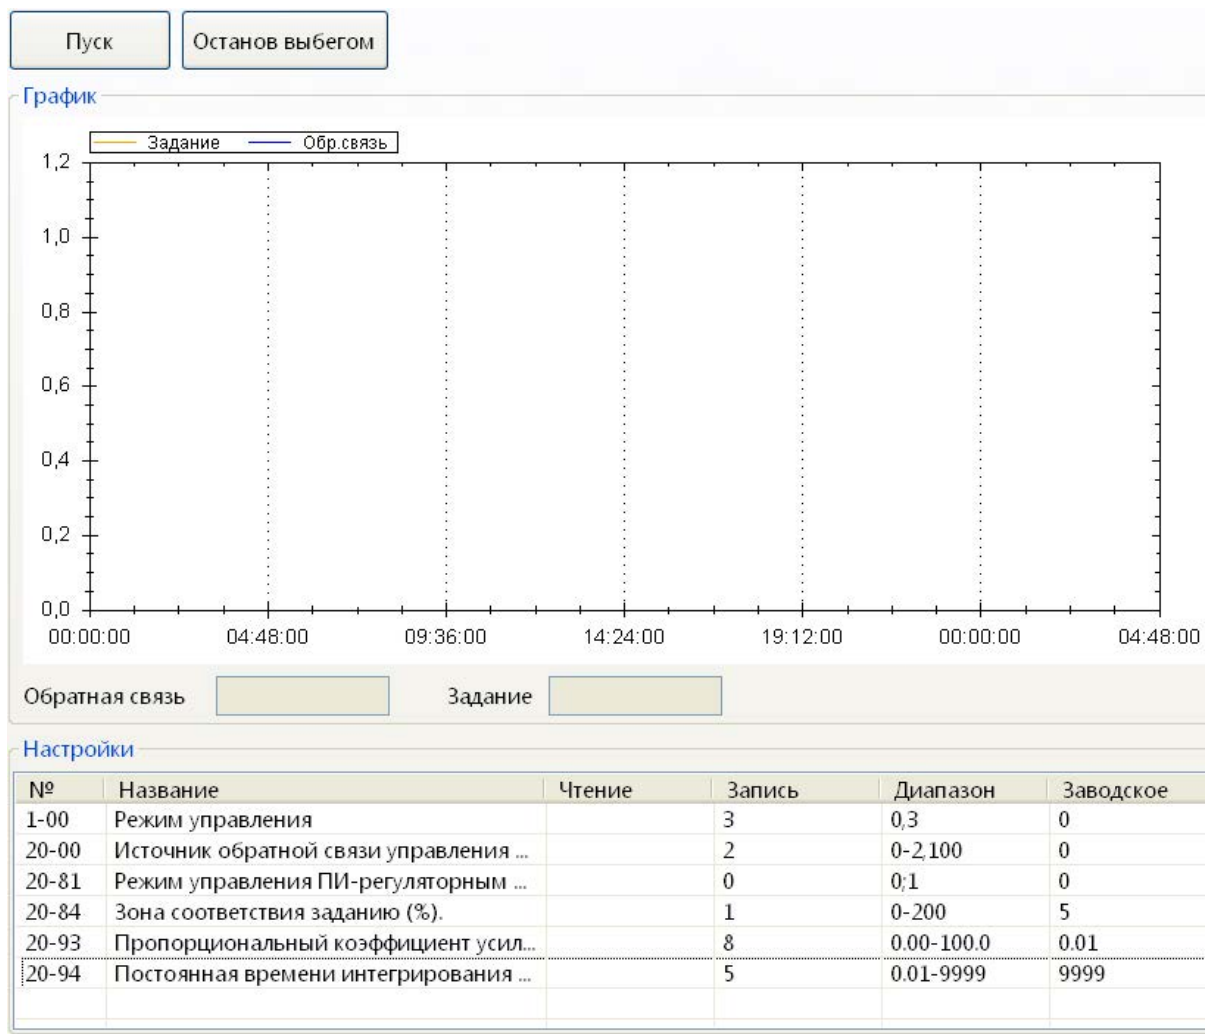 Пуск Останов выбегом
График
Задание Обр.связь
1,2
1,0
0,8
0,6
0,4
0,2
0,0
00:00:00 04:48:00 09:36:00 14:24:00 19:12:00 00:00:00 04:48:00
Обратная связь Задание
Настройки
№ Название Чтение Запись Диапазон Заводское
1-00 Режим управления 3 0,3 0
20-00 Источник обратной связи управления ... 2 0-2,100 0
20-81 Режим управления ПИ-регуляторным ... 0 0;1 0
20-84 Зона соответствия заданию (%). 1 0-200 5
20-93 Пропорциональный коэффициент усил... 8 0.00-100.0 0.01
20-94 Постоянная времени интегрирования ... 5 0.01-9999 9999